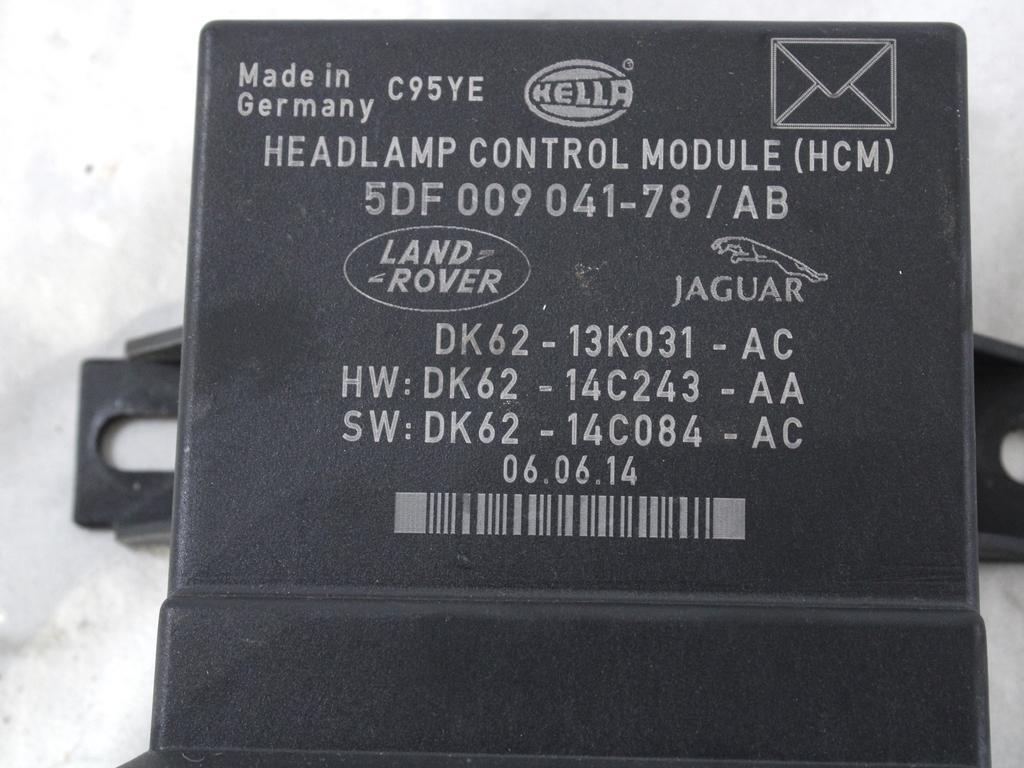 Made in
Germany C95YE
HELLA ®
HEADLAMP CONTROL MODULE (HCM)
5DF 009 041-78 / AB
LAND-
-ROVER
JAGUAR
DK62 - 13K031 - AC
HW: DK62 - 14C243 - AA
SW: DK62 - 14C084 - AC
06.06.14